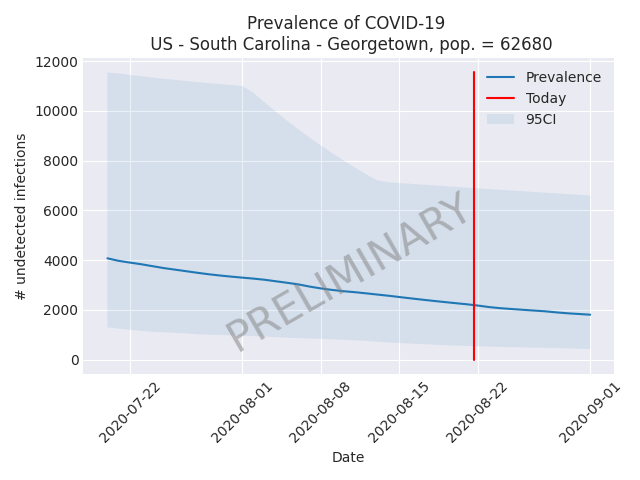 Prevalence of COVID-19
US - South Carolina - Georgetown, pop. = 62680
# undetected infections
12000
10000
8000
6000
4000
2000
0
Prevalence
Today
95CI
PRELIMINARY
2020-07-22
2020-08-01
2020-08-08
2020-08-15
2020-08-22
2020-09-01
Date